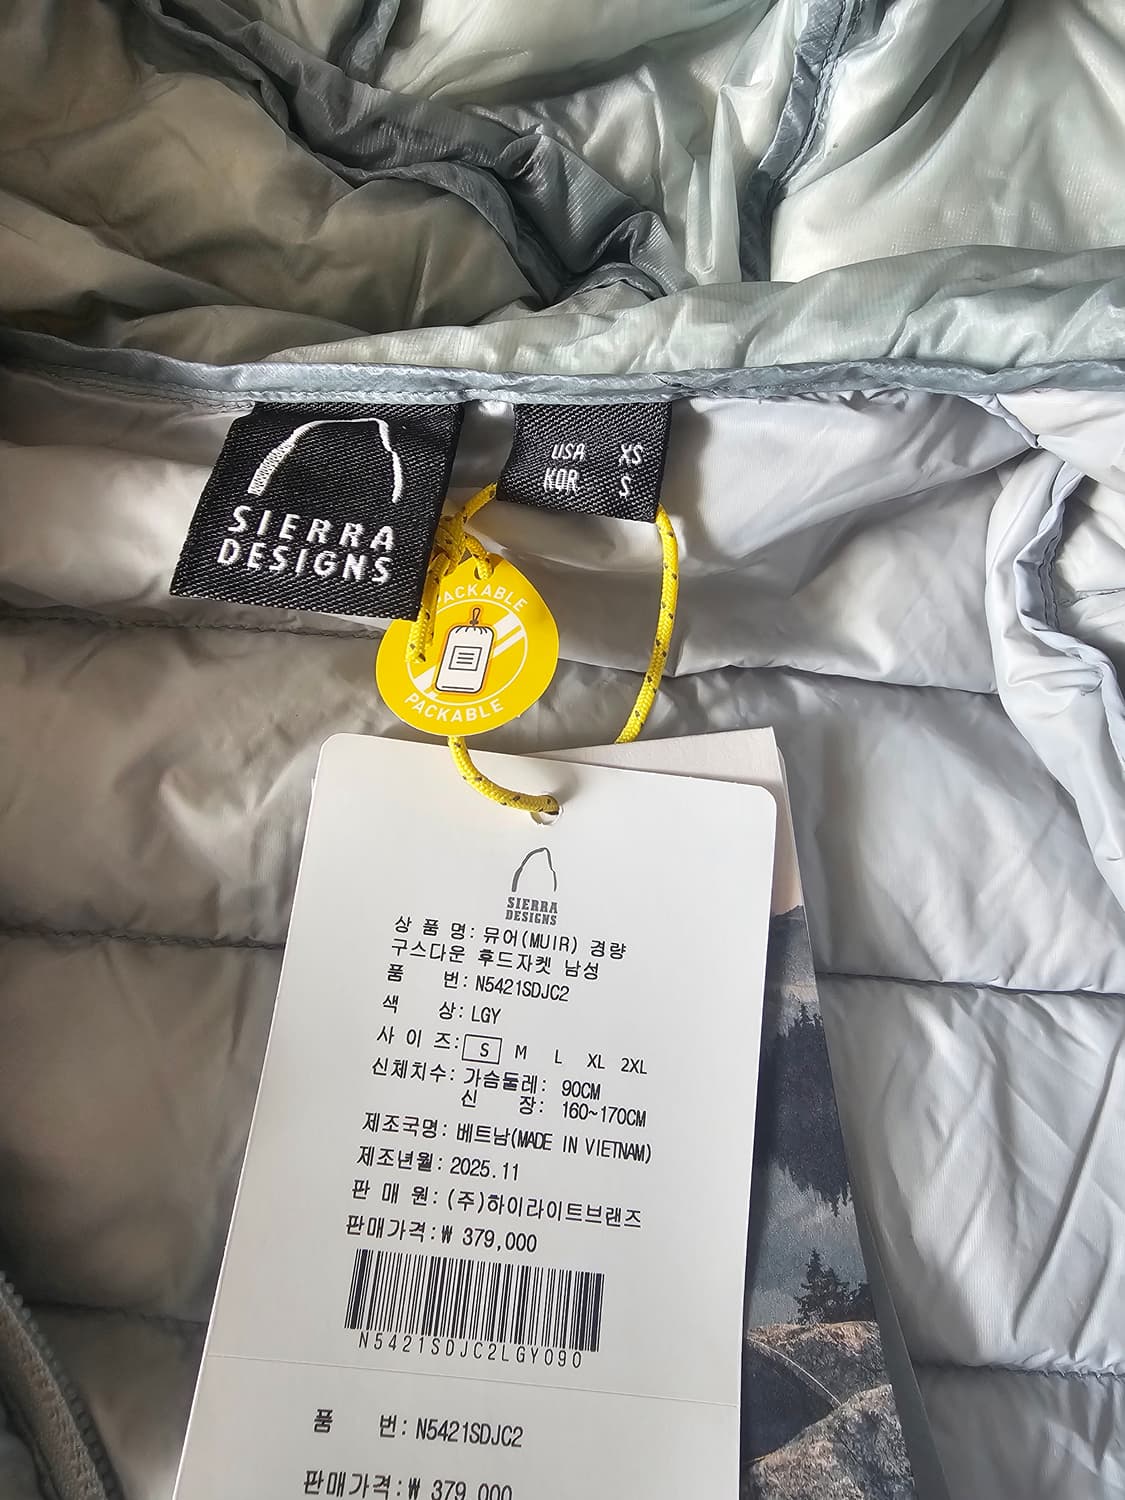 SIERRA
DESIGNS
USA XS
KOR S
PACKABLE
PACKABLE
SIERRA
DESIGNS
상 품 명: 뮤어(MUIR) 경량
구스다운 후드자켓 남성
품 번: N5421SDJC2
색 상: LGY
사 이 즈: S M L XL 2XL
신체치수: 가슴둘레: 90CM
신 장: 160~170CM
제조국명: 베트남(MADE IN VIETNAM)
제조년월: 2025.11
판 매 원: (주)하이라이트브랜즈
판매가격:₩ 379,000
N5421SDJC2LGY090
품 번: N5421SDJC2
판매가격:₩ 379,000